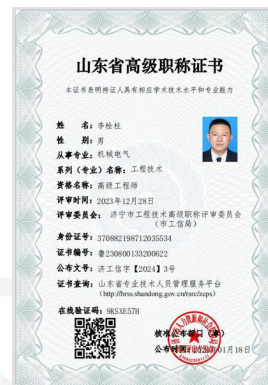 山东省高级职称证书
本证书表明持证人具有相应学术技术水平和专业能力
姓 名：李栓柱
性 别：男
从事专业：机械电气
系列（专业）名称：工程技术
资格名称：高级工程师
评审时间：2023年12月28日
评审委员会：济宁市工程技术高级职称评审委员会
（市工信局）
身份证号：370882198712035534
证书编号：鲁230800133200622
公布文号：济工信字【2024】3号
证书查询：山东省专业技术人员管理服务平台
（http://hrss.shandong.gov.cn/rsrc/zcps）
在线验证码：9KSXE57H
核准公布部门（章）
公布时间：2024年01月18日